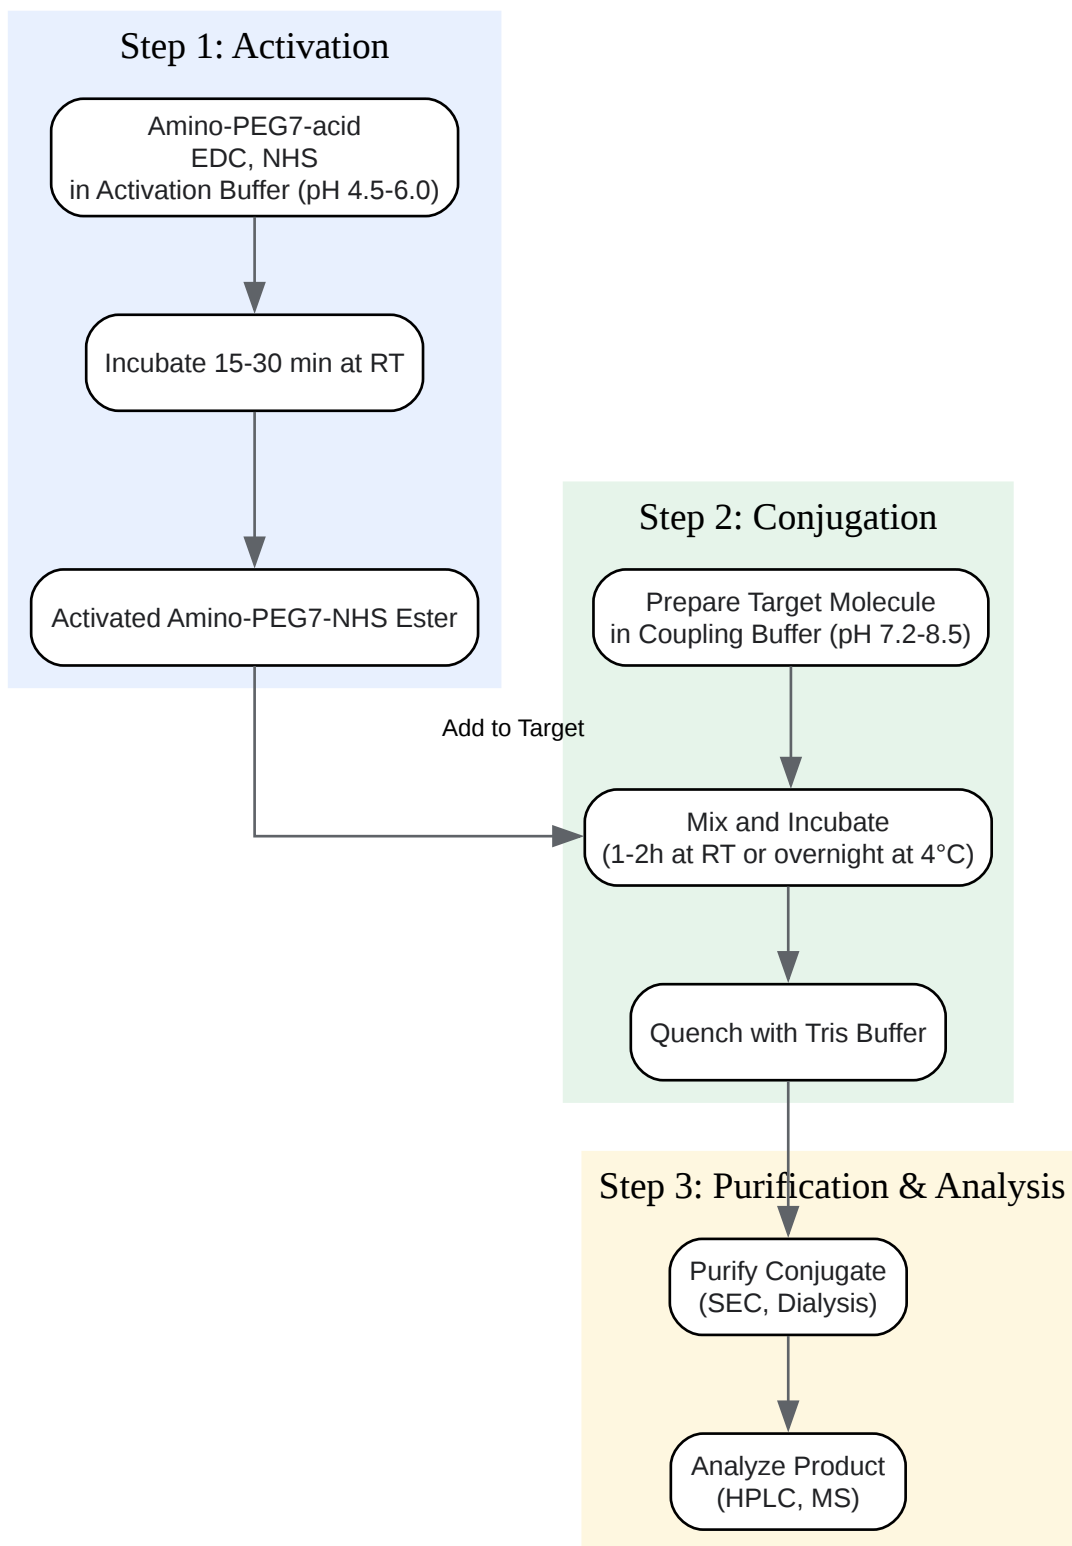 Step 1: Activation
Amino-PEG7-acid
EDC, NHS
in Activation Buffer (pH 4.5-6.0)
Incubate 15-30 min at RT
Activated Amino-PEG7-NHS Ester
Add to Target
Step 2: Conjugation
Prepare Target Molecule
in Coupling Buffer (pH 7.2-8.5)
Mix and Incubate
(1-2h at RT or overnight at 4°C)
Quench with Tris Buffer
Step 3: Purification & Analysis
Purify Conjugate
(SEC, Dialysis)
Analyze Product
(HPLC, MS)